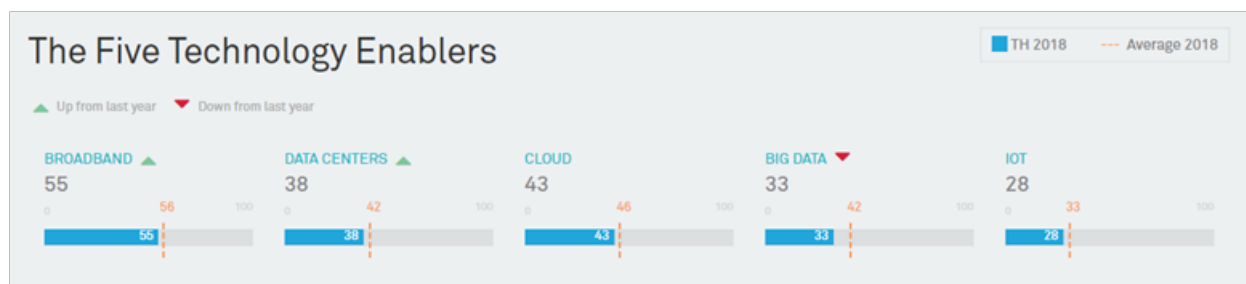 The Five Technology Enablers
TH 2018 Average 2018
Up from last year Down from last year
BROADBAND DATA CENTERS CLOUD BIG DATA IOT
55 38 43 33 28
0 56 100 0 42 100 0 46 100 0 42 100 0 33 100
55 38 43 33 28